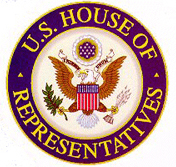 U.S. HOUSE OF
· REPRESENTATIVES ·